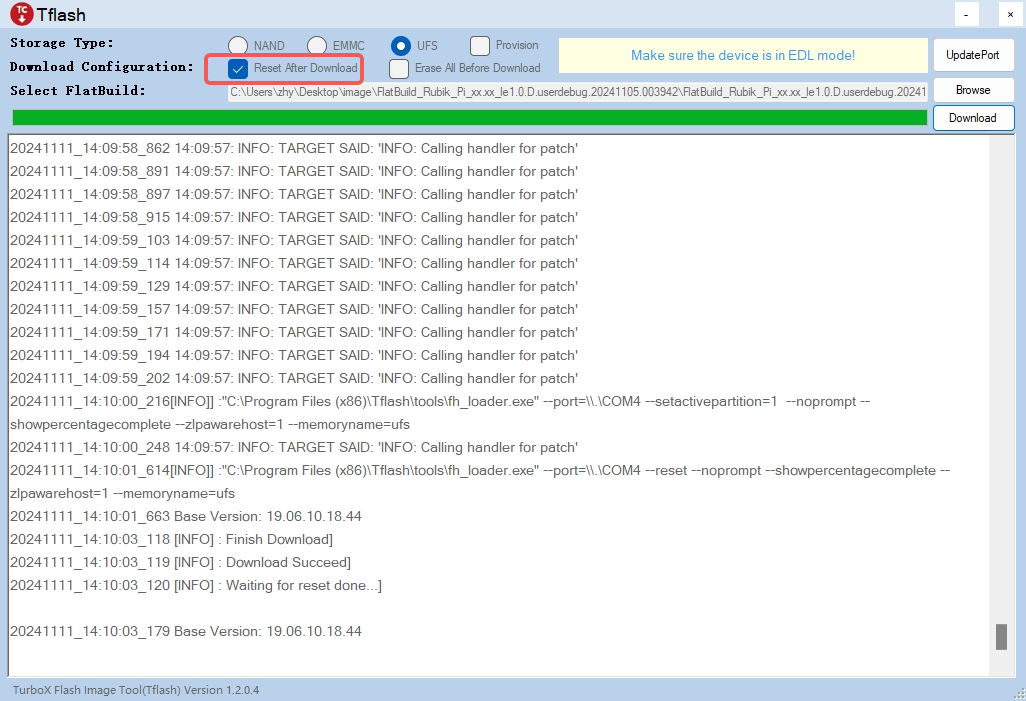 TC Tflash - ×
Storage Type: NAND EMMC UFS Provision
Make sure the device is in EDL mode! UpdatePort
Download Configuration: Reset After Download Erase All Before Download
Select FlatBuild: C:\Users\zhy\Desktop\image\FlatBuild_Rubik_Pi_xx.xx_le1.0.D.userdebug.20241105.003942\FlatBuild_Rubik_Pi_xx.xx_le1.0.D.userdebug.20241 Browse
Download
20241111_14:09:58_862 14:09:57: INFO: TARGET SAID: 'INFO: Calling handler for patch'
20241111_14:09:58_891 14:09:57: INFO: TARGET SAID: 'INFO: Calling handler for patch'
20241111_14:09:58_897 14:09:57: INFO: TARGET SAID: 'INFO: Calling handler for patch'
20241111_14:09:58_915 14:09:57: INFO: TARGET SAID: 'INFO: Calling handler for patch'
20241111_14:09:59_103 14:09:57: INFO: TARGET SAID: 'INFO: Calling handler for patch'
20241111_14:09:59_114 14:09:57: INFO: TARGET SAID: 'INFO: Calling handler for patch'
20241111_14:09:59_129 14:09:57: INFO: TARGET SAID: 'INFO: Calling handler for patch'
20241111_14:09:59_157 14:09:57: INFO: TARGET SAID: 'INFO: Calling handler for patch'
20241111_14:09:59_171 14:09:57: INFO: TARGET SAID: 'INFO: Calling handler for patch'
20241111_14:09:59_194 14:09:57: INFO: TARGET SAID: 'INFO: Calling handler for patch'
20241111_14:09:59_202 14:09:57: INFO: TARGET SAID: 'INFO: Calling handler for patch'
20241111_14:10:00_216[INFO]] :"C:\Program Files (x86)\Tflash\tools\fh_loader.exe" --port=\\.\COM4 --setactivepartition=1  --noprompt --
showpercentagecomplete --zlpawarehost=1 --memoryname=ufs
20241111_14:10:00_248 14:09:57: INFO: TARGET SAID: 'INFO: Calling handler for patch'
20241111_14:10:01_614[INFO]] :"C:\Program Files (x86)\Tflash\tools\fh_loader.exe" --port=\\.\COM4 --reset --noprompt --showpercentagecomplete --
zlpawarehost=1 --memoryname=ufs
20241111_14:10:01_663 Base Version: 19.06.10.18.44
20241111_14:10:03_118 [INFO] : Finish Download]
20241111_14:10:03_119 [INFO] : Download Succeed]
20241111_14:10:03_120 [INFO] : Waiting for reset done...]
20241111_14:10:03_179 Base Version: 19.06.10.18.44
TurboX Flash Image Tool(Tflash) Version 1.2.0.4